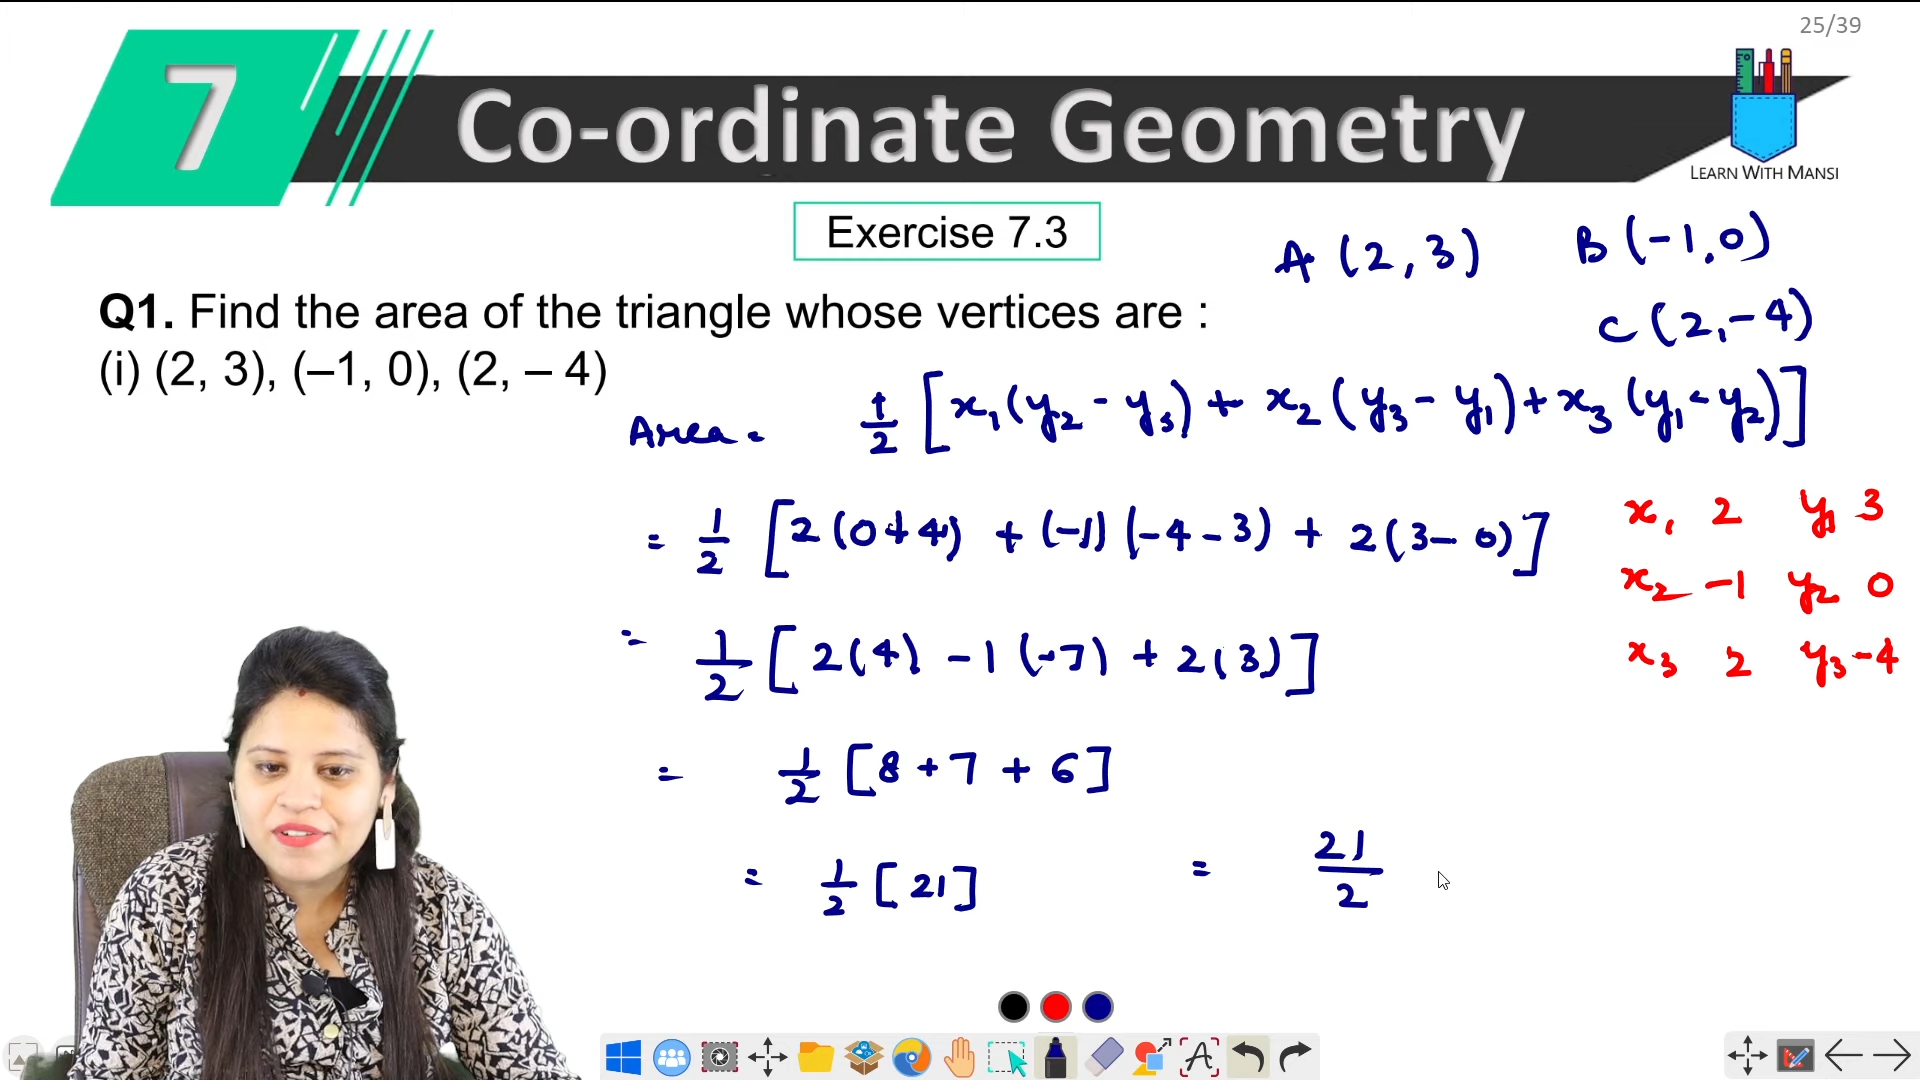 25/39
7 Co-ordinate Geometry
LEARN WITH MANSI
Exercise 7.3
A (2, 3) B (-1, 0)
C (2, -4)
Q1. Find the area of the triangle whose vertices are :
(i) (2, 3), (–1, 0), (2, – 4)
Area = 1/2 [x₁(y₂ - y₃) + x₂ (y₃ - y₁) + x₃ (y₁ - y₂)]
= 1/2 [2(0+4) + (-1)(-4-3) + 2(3-0)]
x₁ 2 y₁ 3
x₂ -1 y₂ 0
x₃ 2 y₃ -4
= 1/2 [2(4) -1(-7) + 2(3)]
= 1/2 [8+7+6]
= 1/2 [21] = 21/2